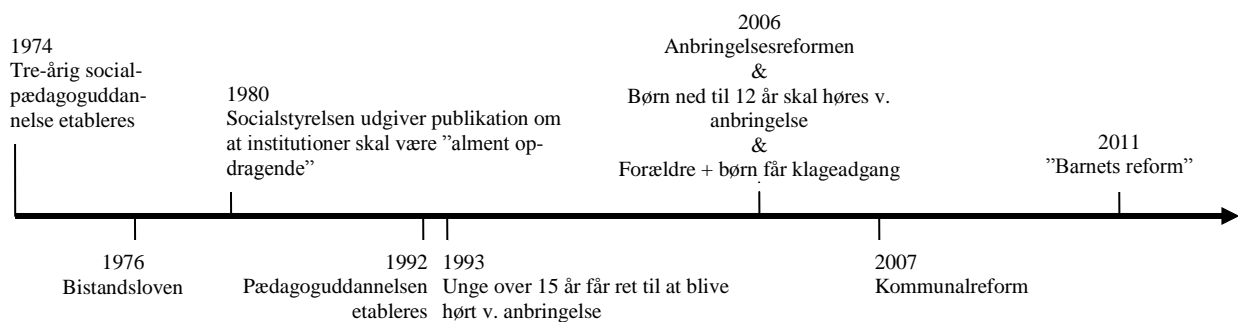 1974
Tre-årig social-
pædagoguddan-
nelse etableres
1980
Socialstyrelsen udgiver publikation om
at institutioner skal være ”alment op-
dragende”
2006
Anbringelsesreformen
&
Børn ned til 12 år skal høres v.
anbringelse
&
Forældre + børn får klageadgang
2011
”Barnets reform”
1976
Bistandsloven
1992
Pædagoguddannelsen
etableres
1993
Unge over 15 år får ret til at blive
hørt v. anbringelse
2007
Kommunalreform